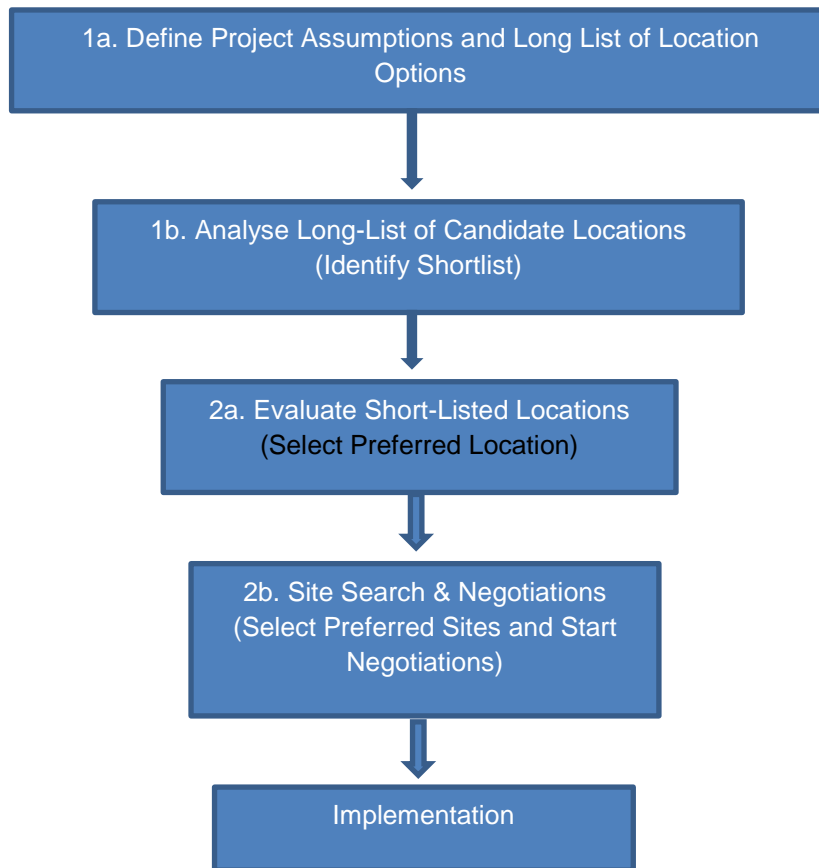 1a. Define Project Assumptions and Long List of Location
Options
1b. Analyse Long-List of Candidate Locations
(Identify Shortlist)
2a. Evaluate Short-Listed Locations
(Select Preferred Location)
2b. Site Search & Negotiations
(Select Preferred Sites and Start
Negotiations)
Implementation